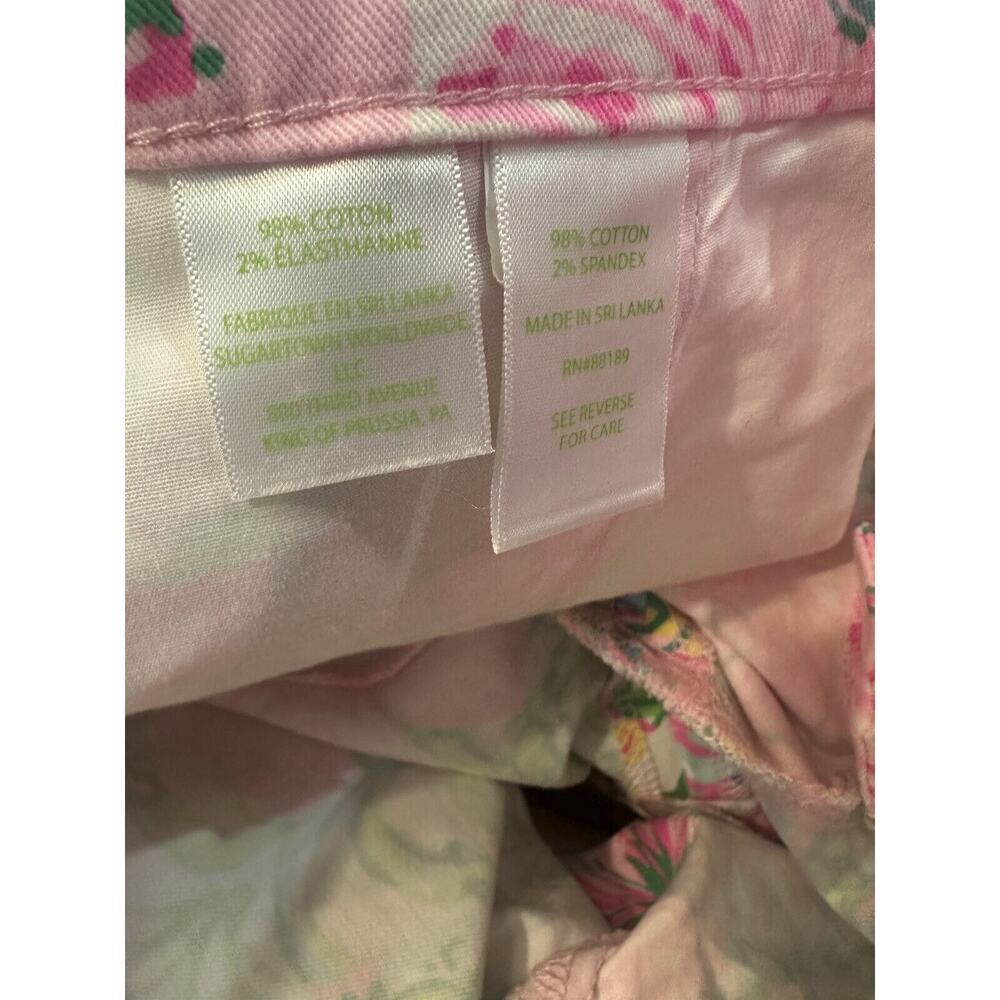 98% COTON
2% ÉLASTHANNE
FABRIQUE EN SRI LANKA
SUGARTOWN WORLDWIDE
LLC
800 THIRD AVENUE
KING OF PRUSSIA, PA
98% COTTON
2% SPANDEX
MADE IN SRI LANKA
RN#88189
SEE REVERSE
FOR CARE